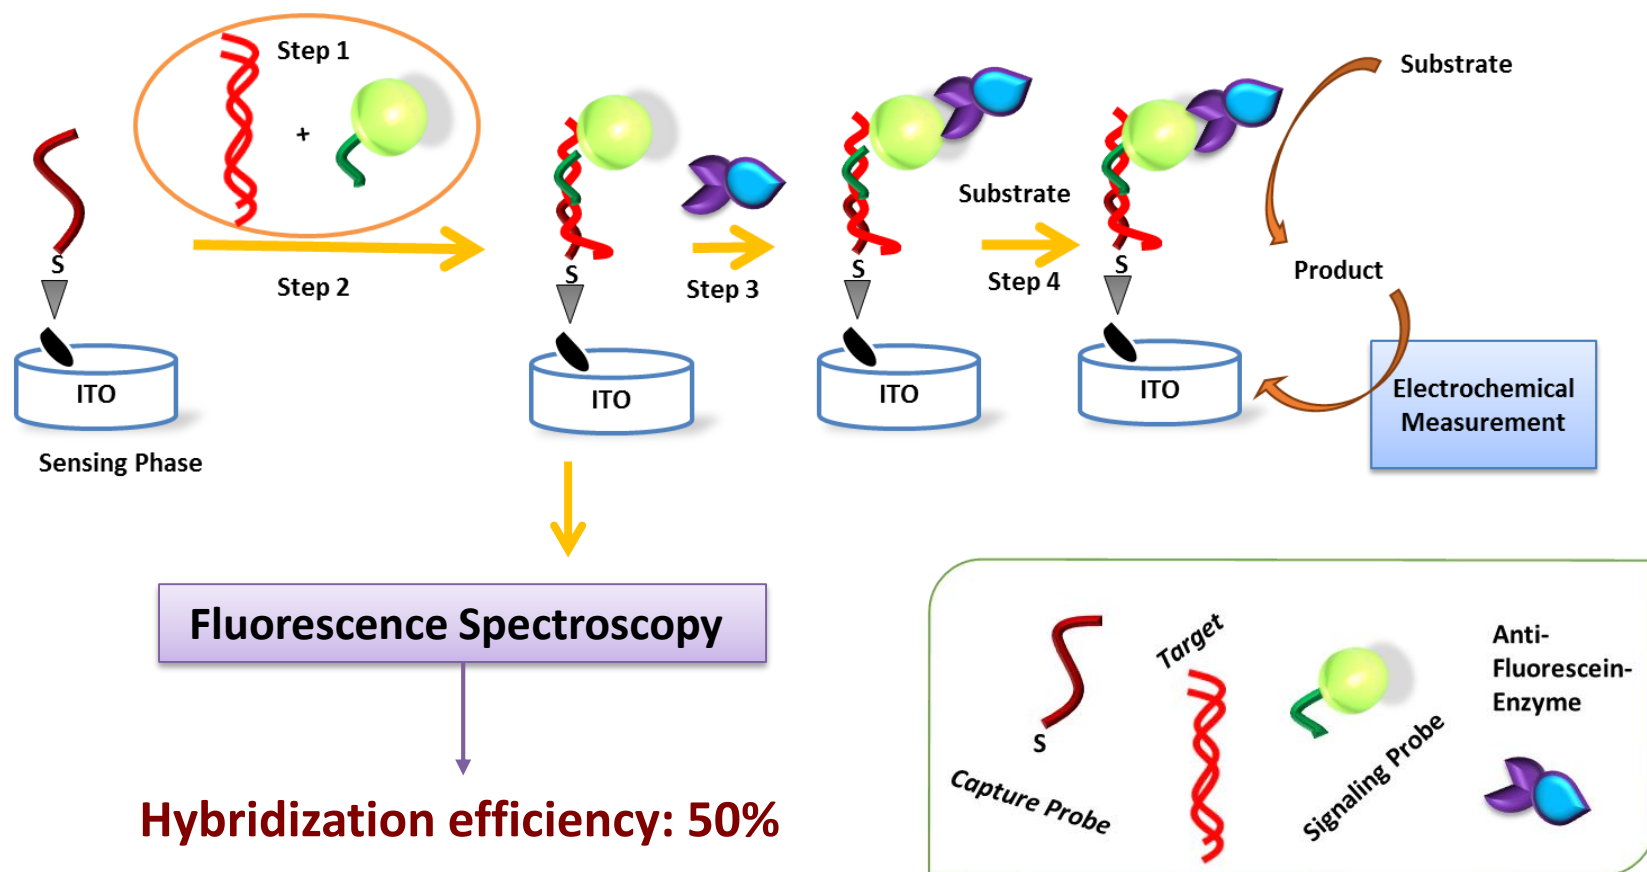 Step 1
+
S
Step 2
ITO
Sensing Phase
S
ITO
Step 3
S
ITO
Substrate
Step 4
S
ITO
Substrate
Product
Electrochemical
Measurement
Fluorescence Spectroscopy
Hybridization efficiency: 50%
S
Capture Probe
Target
Signaling Probe
Anti-
Fluorescein-
Enzyme